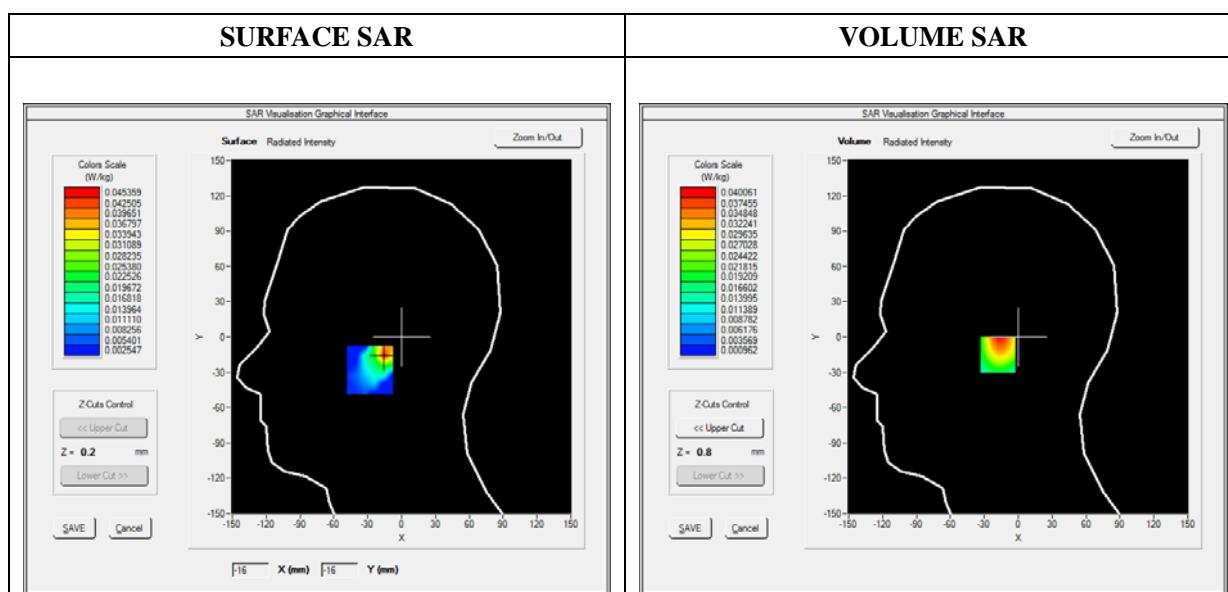 SURFACE SAR
VOLUME SAR
SAR Visualisation Graphical Interface
Surface Radiated Intensity
Zoom In/Out
Colors Scale
(W/kg)
0.045359
0.042505
0.039651
0.036797
0.033943
0.031089
0.028235
0.025380
0.022526
0.019672
0.016818
0.013964
0.011110
0.008256
0.005401
0.002547
150
120
90
60
30
0
-30
-60
-90
-120
-150
Y
-150 -120 -90 -60 -30 0 30 60 90 120 150
X
Z-Cuts Control
<< Upper Cut
Z = 0.2 mm
Lower Cut >>
SAVE Cancel
-16 X (mm) -16 Y (mm)
SAR Visualisation Graphical Interface
Volume Radiated Intensity
Zoom In/Out
Colors Scale
(W/kg)
0.040061
0.037455
0.034848
0.032241
0.029635
0.027028
0.024422
0.021815
0.019209
0.016602
0.013995
0.011389
0.008782
0.006176
0.003569
0.000962
150
120
90
60
30
0
-30
-60
-90
-120
-150
Y
-150 -120 -90 -60 -30 0 30 60 90 120 150
X
Z-Cuts Control
<< Upper Cut
Z = 0.8 mm
Lower Cut >>
SAVE Cancel